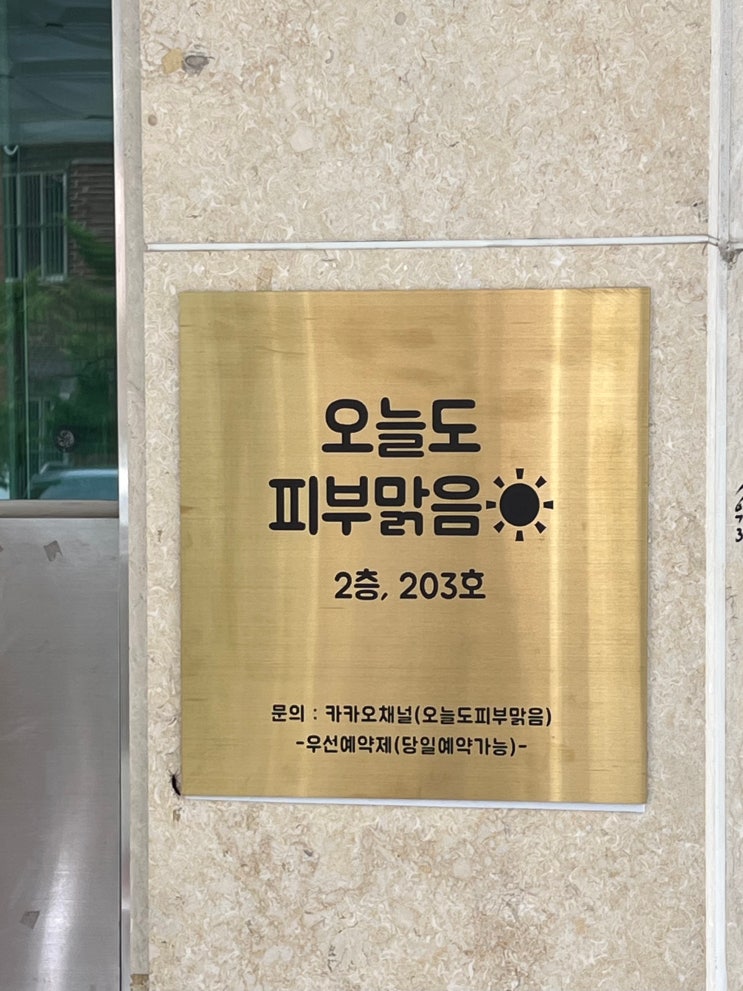 오늘도
피부맑음
2층, 203호
문의 : 카카오채널(오늘도피부맑음)
-우선예약제(당일예약가능)-